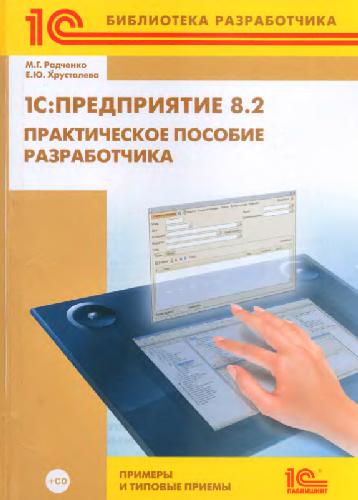 1С БИБЛИОТЕКА РАЗРАБОТЧИКА
М.Г. Радченко
Е.Ю. Хрусталева
1С:ПРЕДПРИЯТИЕ 8.2
ПРАКТИЧЕСКОЕ ПОСОБИЕ
РАЗРАБОТЧИКА
+CD
ПРИМЕРЫ
И ТИПОВЫЕ ПРИЕМЫ
1С
ПАБЛИШИНГ